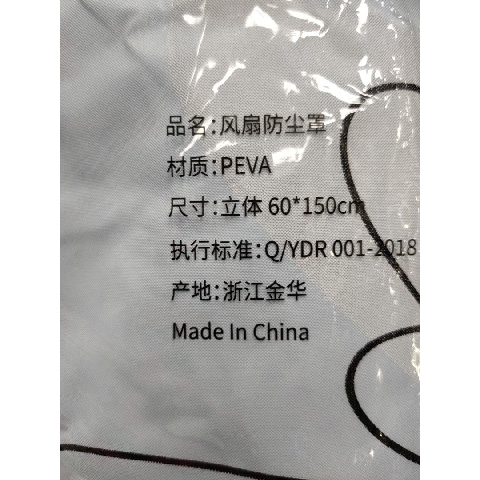 品名:风扇防尘罩
材质:PEVA
尺寸:立体 60*150cm
执行标准:Q/YDR 001-2018
产地:浙江金华
Made In China